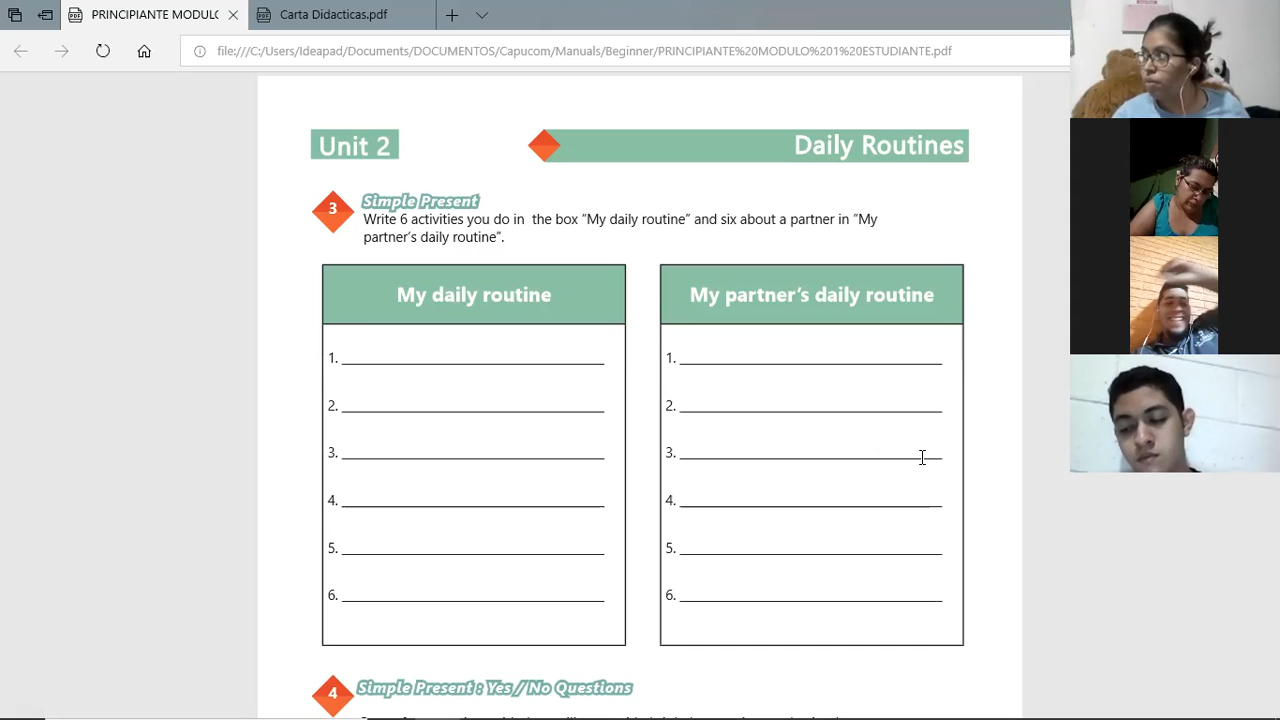 PRINCIPIANTE MODULO
Carta Didacticas.pdf
file:///C:/Users/Ideapad/Documents/DOCUMENTOS/Capucom/Manuals/Beginner/PRINCIPIANTE%20MODULO%201%20ESTUDIANTE.pdf
Unit 2
Daily Routines
3
Simple Present
Write 6 activities you do in the box “My daily routine” and six about a partner in “My
partner’s daily routine”.
My daily routine
1.
2.
3.
4.
5.
6.
My partner’s daily routine
1.
2.
3.
4.
5.
6.
4
Simple Present : Yes / No Questions